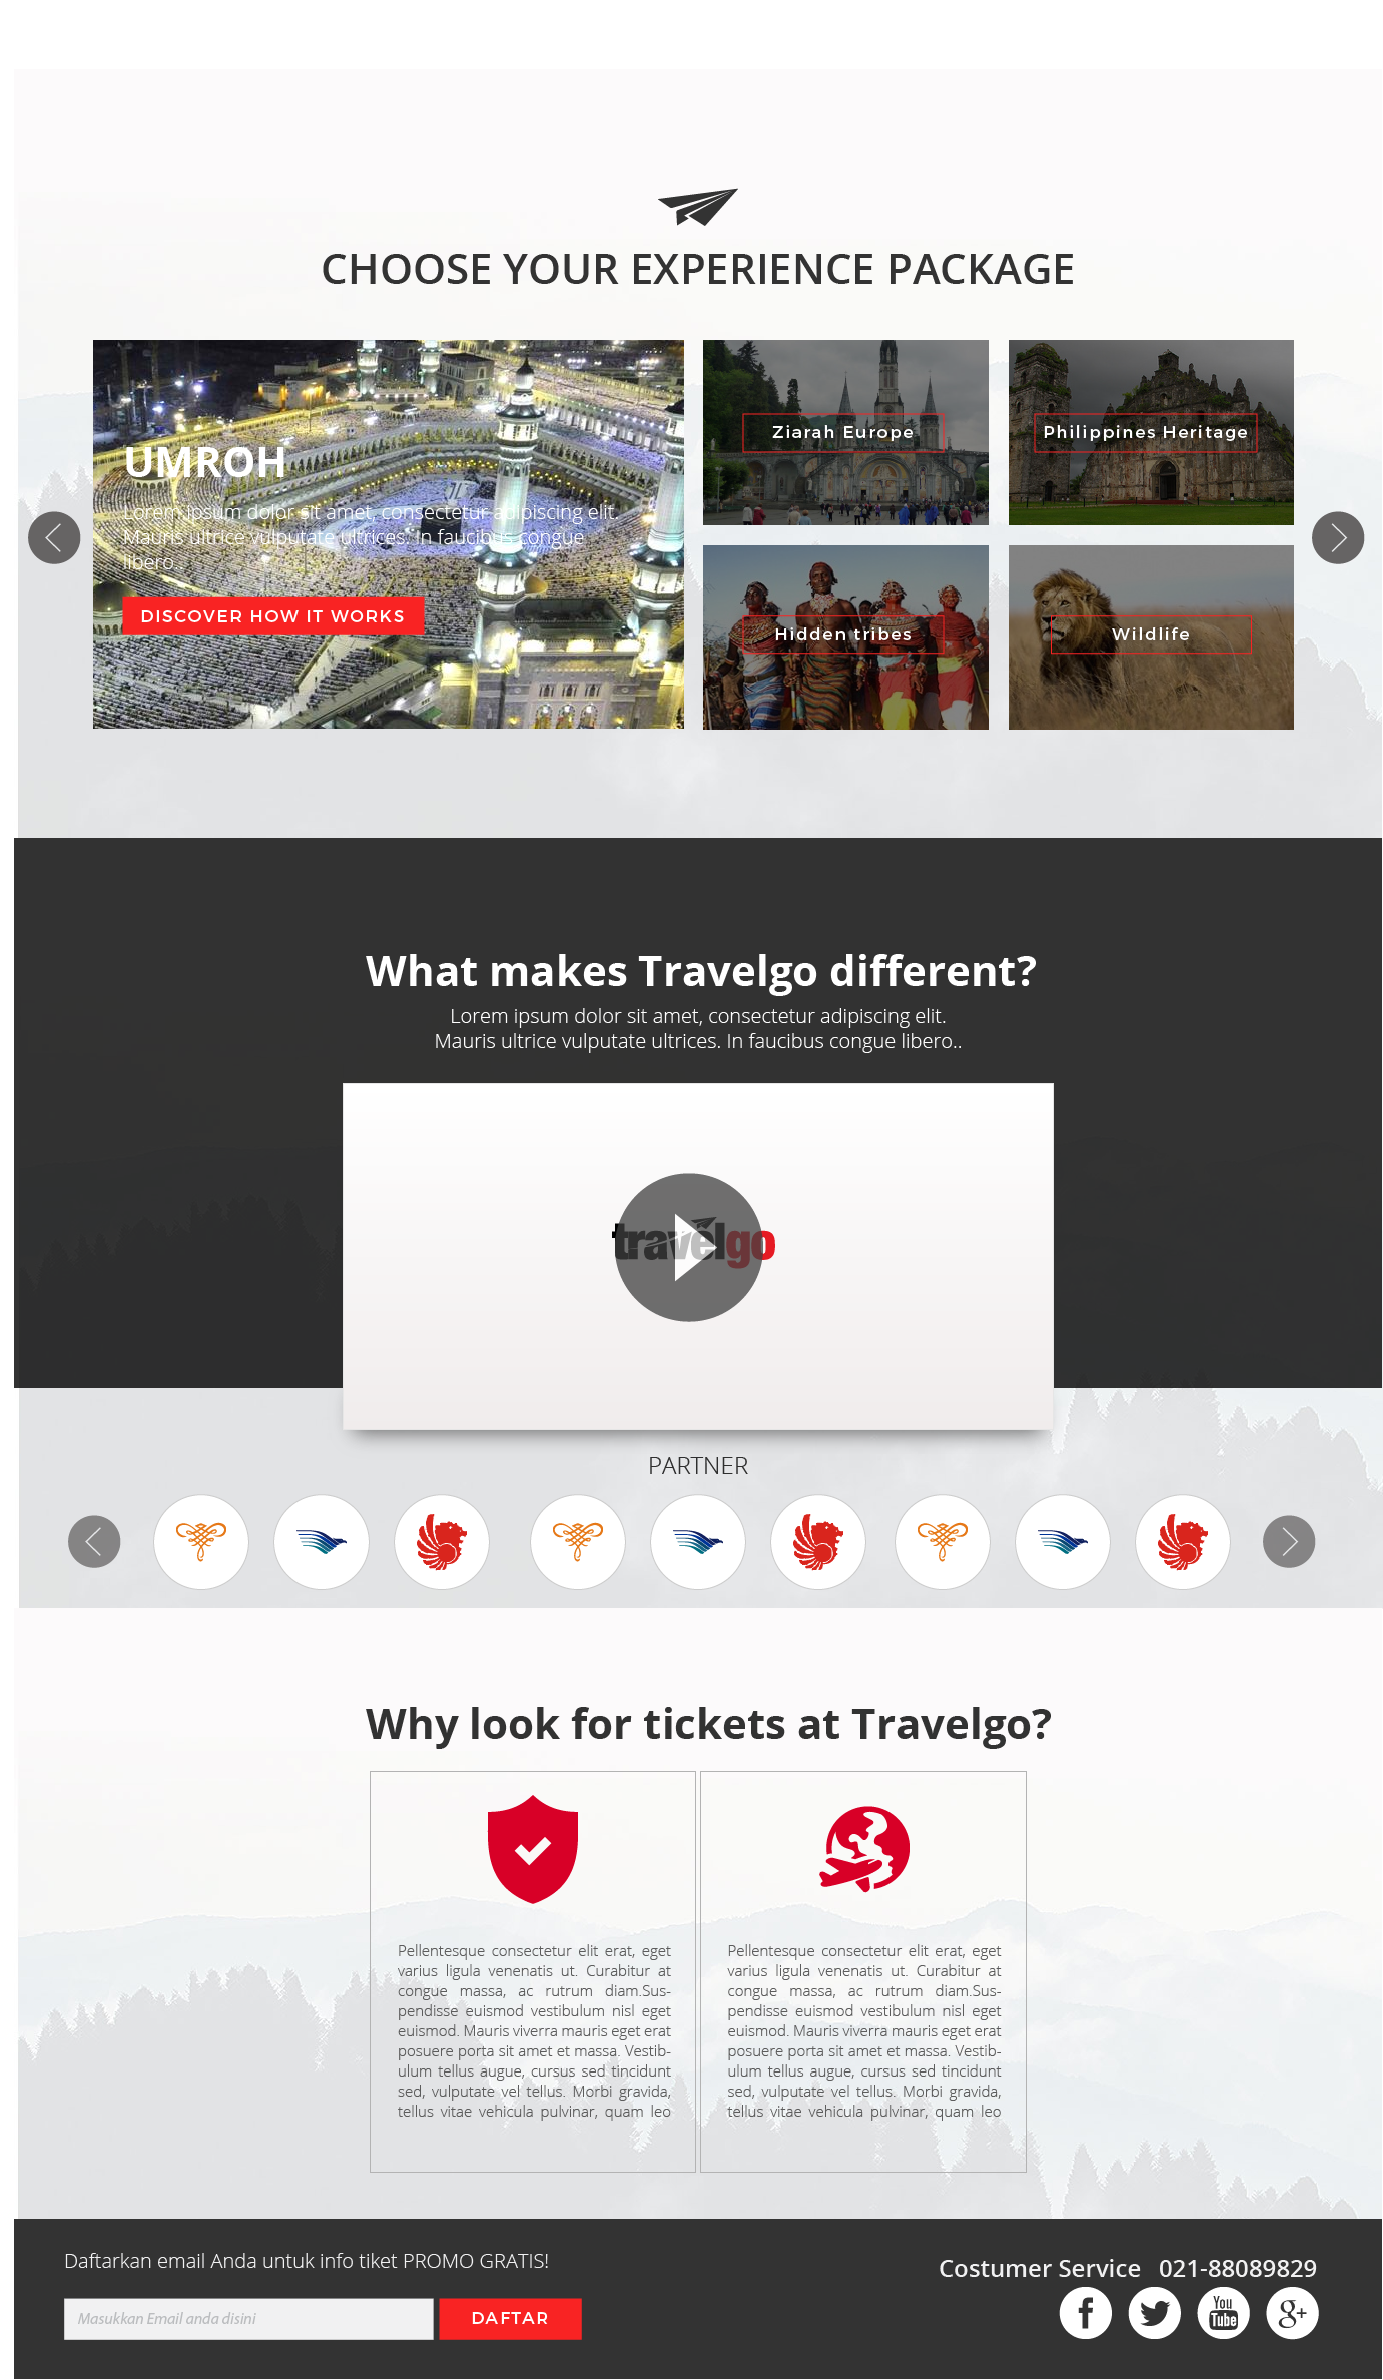 CHOOSE YOUR EXPERIENCE PACKAGE
UMROH
Lorem ipsum dolor sit amet, consectetur adipiscing elit.
Mauris ultrice vulputate ultrices. In faucibus congue
libero..
DISCOVER HOW IT WORKS
Ziarah Europe
Philippines Heritage
Hidden tribes
Wildlife
What makes Travelgo different?
Lorem ipsum dolor sit amet, consectetur adipiscing elit.
Mauris ultrice vulputate ultrices. In faucibus congue libero..
travelgo
PARTNER
Why look for tickets at Travelgo?
Pellentesque consectetur elit erat, eget
varius ligula venenatis ut. Curabitur at
congue massa, ac rutrum diam.Sus-
pendisse euismod vestibulum nisl eget
euismod. Mauris viverra mauris eget erat
posuere porta sit amet et massa. Vestib-
ulum tellus augue, cursus sed tincidunt
sed, vulputate vel tellus. Morbi gravida,
tellus vitae vehicula pulvinar, quam leo
Pellentesque consectetur elit erat, eget
varius ligula venenatis ut. Curabitur at
congue massa, ac rutrum diam.Sus-
pendisse euismod vestibulum nisl eget
euismod. Mauris viverra mauris eget erat
posuere porta sit amet et massa. Vestib-
ulum tellus augue, cursus sed tincidunt
sed, vulputate vel tellus. Morbi gravida,
tellus vitae vehicula pulvinar, quam leo
Daftarkan email Anda untuk info tiket PROMO GRATIS!
Masukkan Email anda disini
DAFTAR
Costumer Service 021-88089829
f
You
Tube
g+